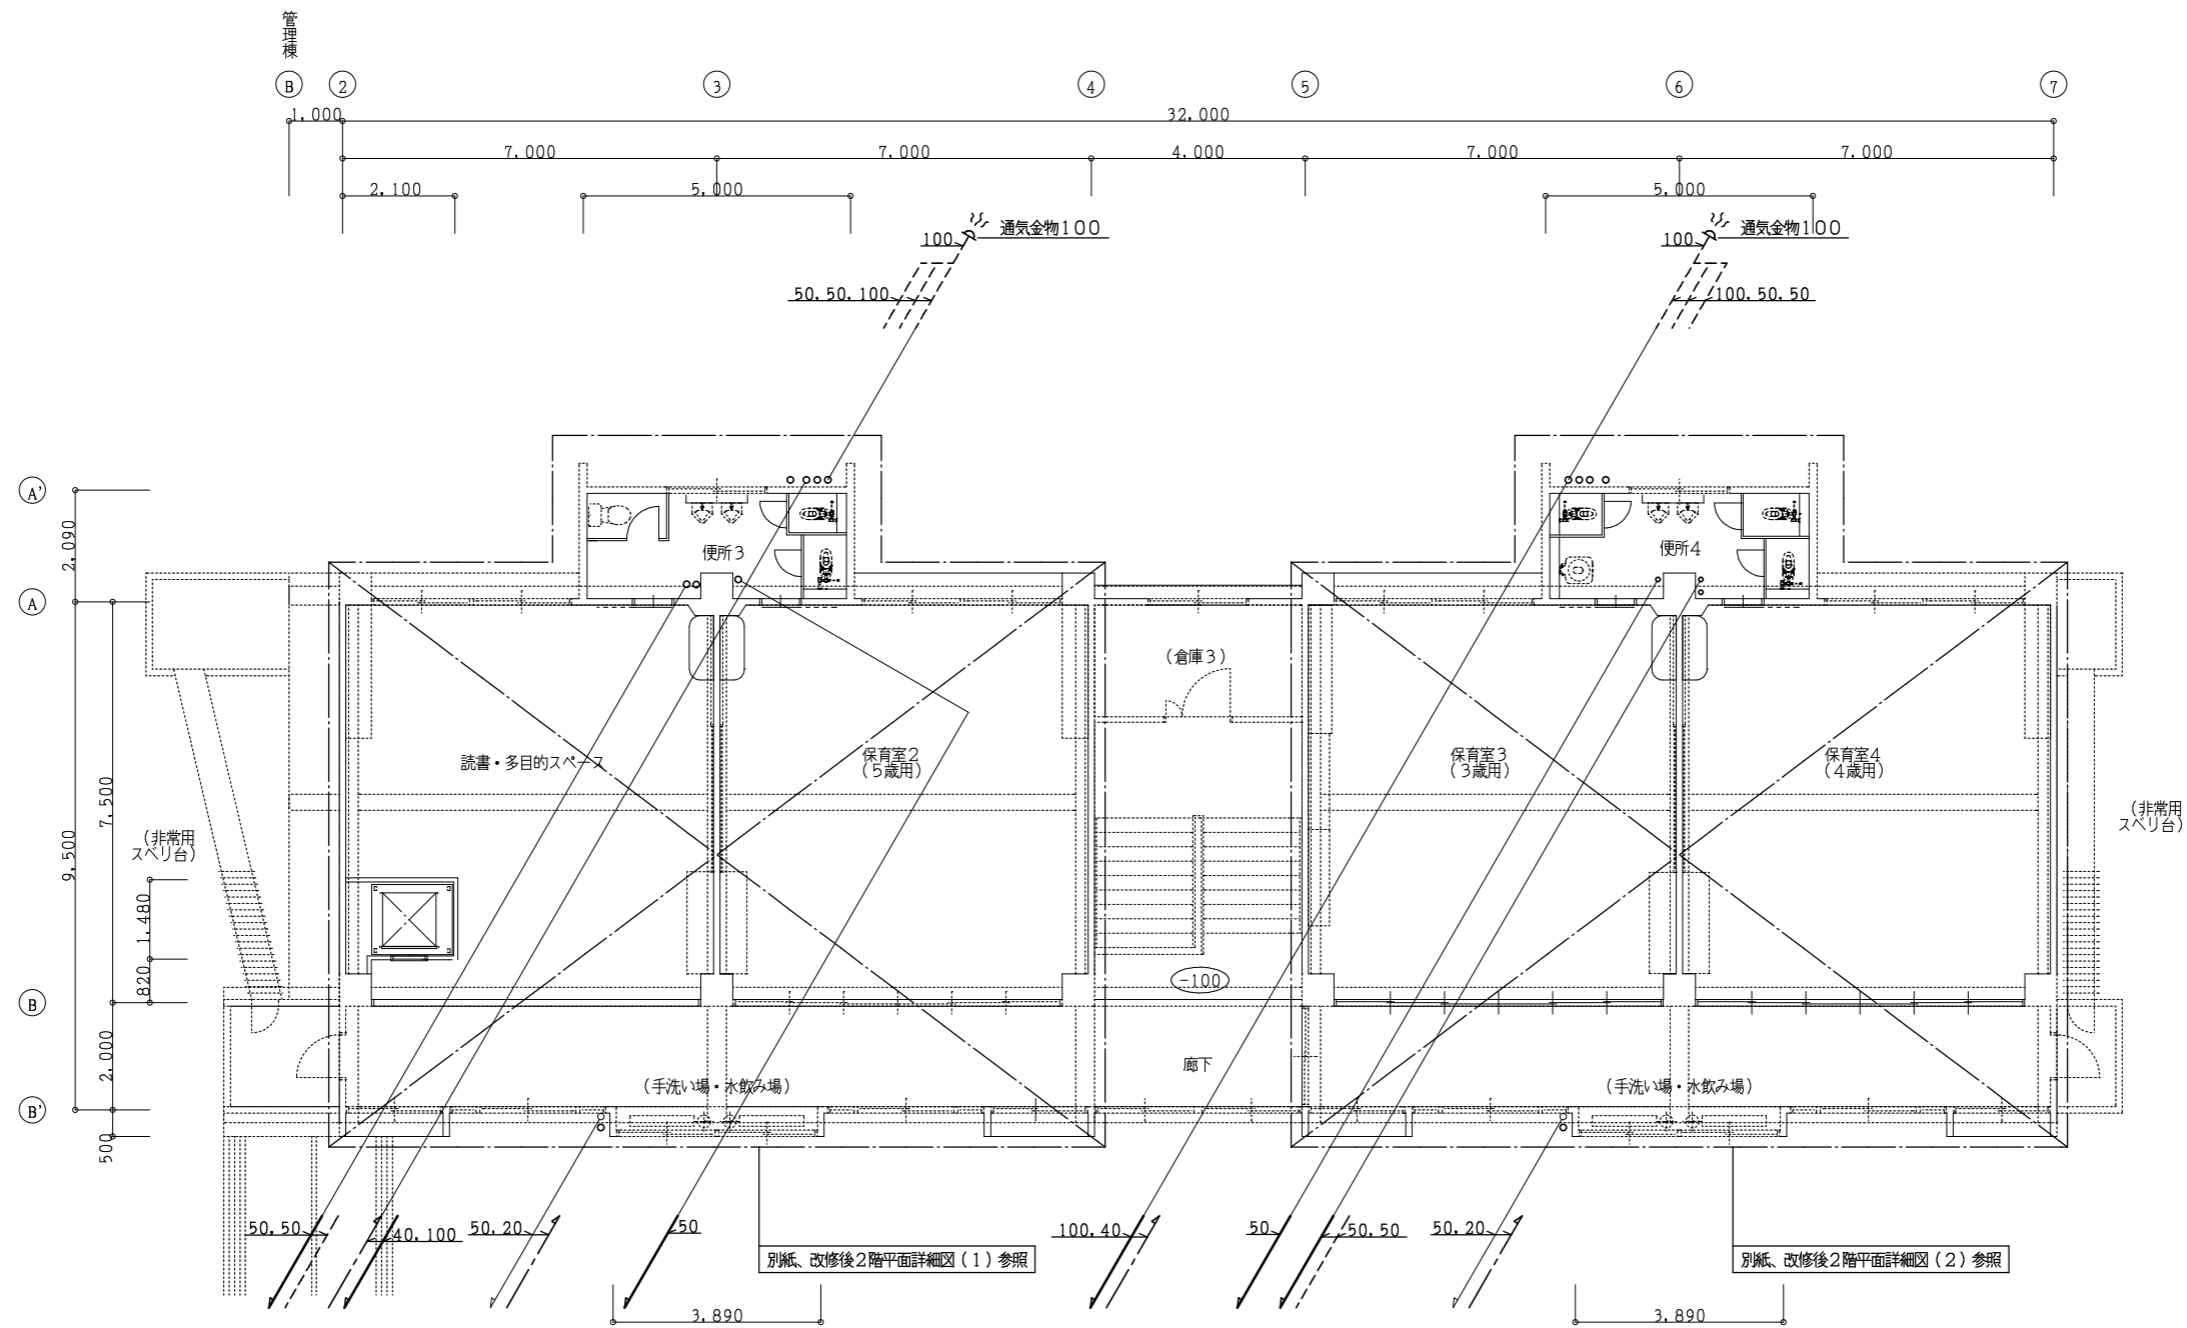 管理棟
B 2 3 4 5 6 7
1,000 32,000
7,000 7,000 4,000 7,000 7,000
2,100 5,000 5,000
100 通気金物100 100 通気金物100
50,50,100 100,50,50
A'
2,090
便所3 便所4
A
(倉庫3)
読書・多目的スペース
保育室2
(5歳用)
保育室3
(3歳用)
保育室4
(4歳用)
7,500
9,500
(非常用
スベリ台)
(非常用
スベリ台)
1,480
820
-100
B
2,000
廊下
(手洗い場・水飲み場) (手洗い場・水飲み場)
B'
500
50,50 40,100 50,20 50 100,40 50 50,50 50,20
別紙、改修後2階平面詳細図(1)参照
別紙、改修後2階平面詳細図(2)参照
3,890 3,890